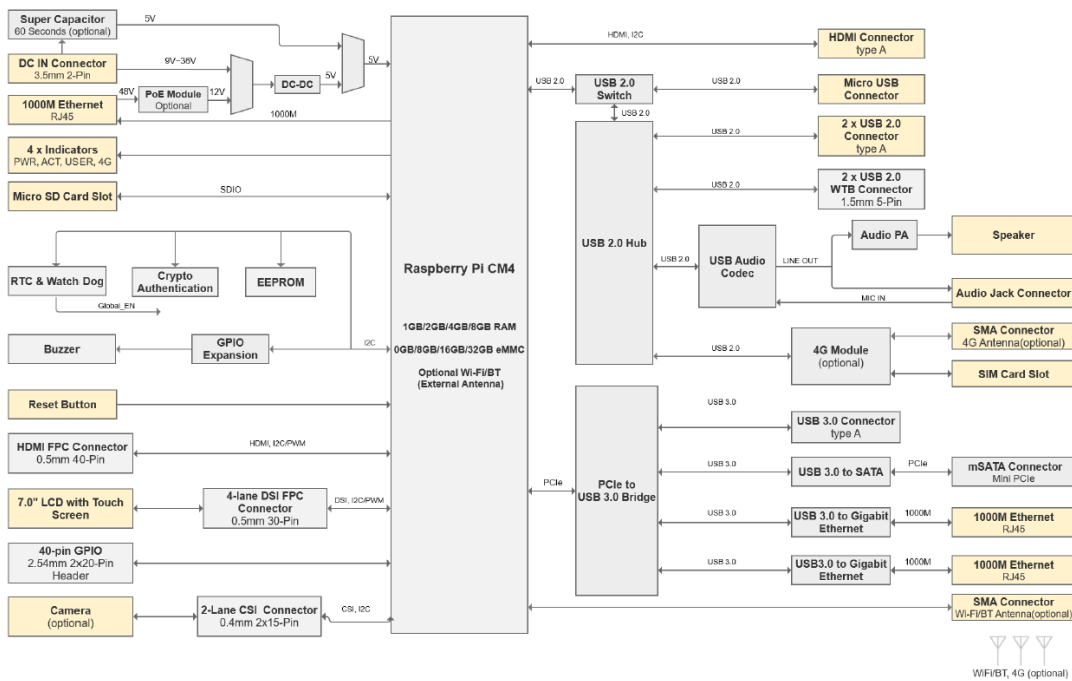 Super Capacitor
60 Seconds (optional)
5V
DC IN Connector
3.5mm 2-Pin
9V~36V
5V
5V
DC-DC
48V
PoE Module
Optional
12V
1000M Ethernet
RJ45
1000M
4 x Indicators
PWR, ACT, USER, 4G
Micro SD Card Slot
SDIO
RTC & Watch Dog
Crypto
Authentication
EEPROM
Global_EN
Buzzer
GPIO
Expansion
I2C
Reset Button
HDMI FPC Connector
0.5mm 40-Pin
HDMI, I2C/PWM
7.0" LCD with Touch
Screen
4-lane DSI FPC
Connector
0.5mm 30-Pin
DSI, I2C/PWM
40-pin GPIO
2.54mm 2x20-Pin
Header
Camera
(optional)
2-Lane CSI Connector
0.4mm 2x15-Pin
CSI, I2C
Raspberry Pi CM4
1GB/2GB/4GB/8GB RAM
0GB/8GB/16GB/32GB eMMC
Optional Wi-Fi/BT
(External Antenna)
HDMI, I2C
HDMI Connector
type A
USB 2.0
USB 2.0
Switch
USB 2.0
Micro USB
Connector
USB 2.0
USB 2.0 Hub
USB 2.0
2 x USB 2.0
Connector
type A
USB 2.0
2 x USB 2.0
WTB Connector
1.5mm 5-Pin
USB 2.0
USB Audio
Codec
LINE OUT
Audio PA
Speaker
MIC IN
Audio Jack Connector
USB 2.0
4G Module
(optional)
SMA Connector
4G Antenna(optional)
SIM Card Slot
PCIe
PCIe to
USB 3.0 Bridge
USB 3.0
USB 3.0 Connector
type A
USB 3.0
USB 3.0 to SATA
PCIe
mSATA Connector
Mini PCIe
USB 3.0
USB 3.0 to Gigabit
Ethernet
1000M
1000M Ethernet
RJ45
USB 3.0
USB3.0 to Gigabit
Ethernet
1000M
1000M Ethernet
RJ45
SMA Connector
Wi-Fi/BT Antenna(optional)
WiFi/BT, 4G (optional)